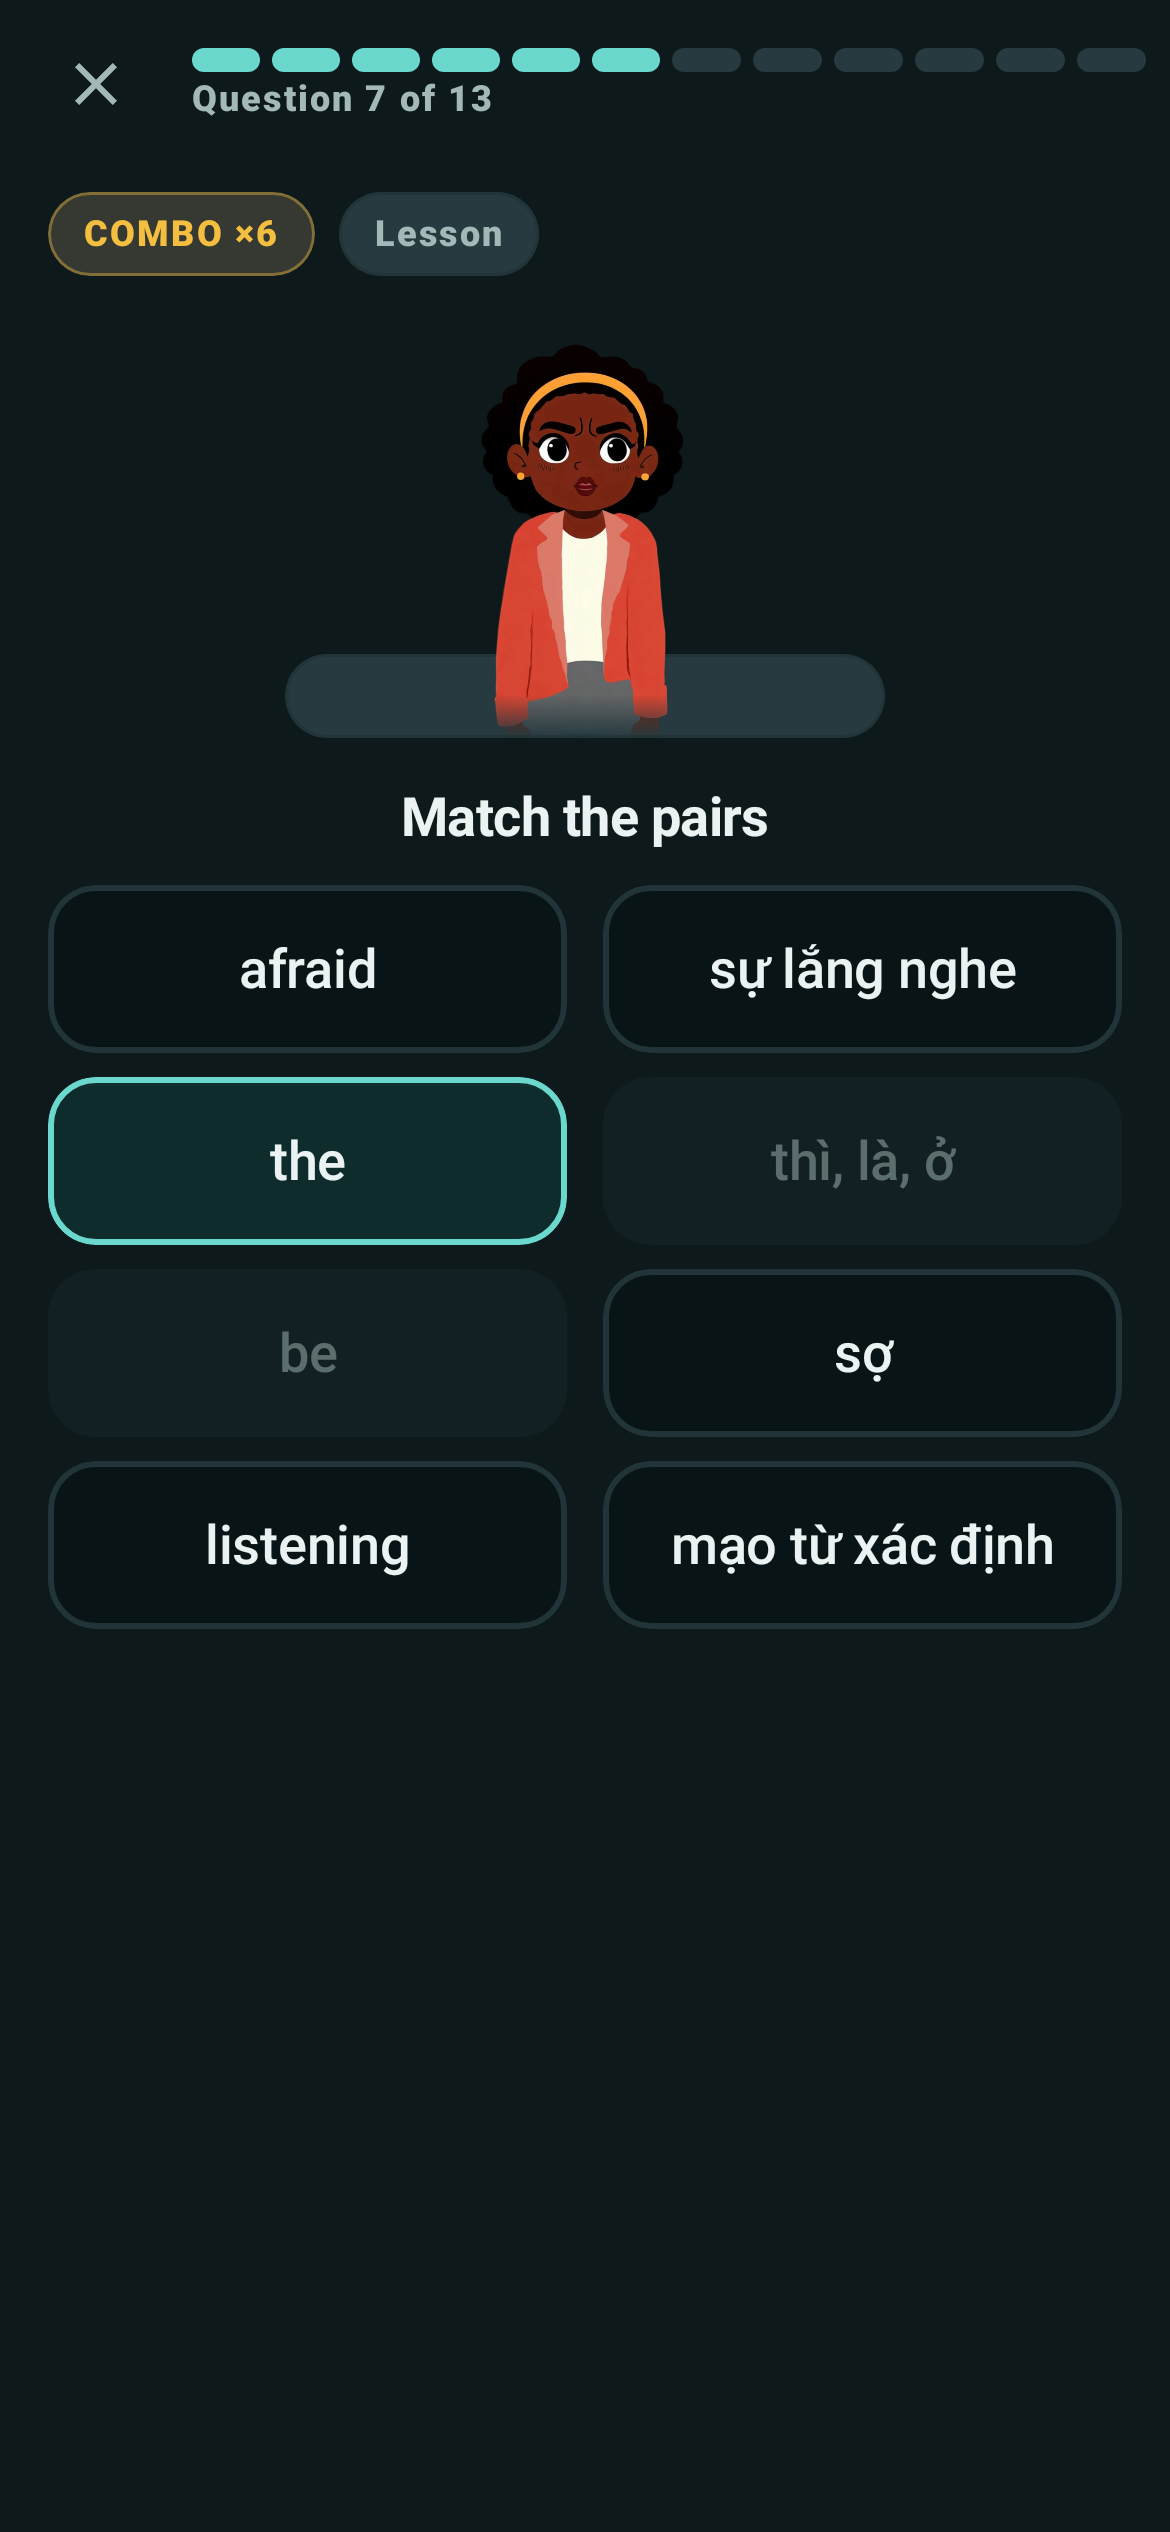 Question 7 of 13
COMBO ×6
Lesson
Match the pairs
afraid
sự lắng nghe
the
thì, là, ở
be
sợ
listening
mạo từ xác định